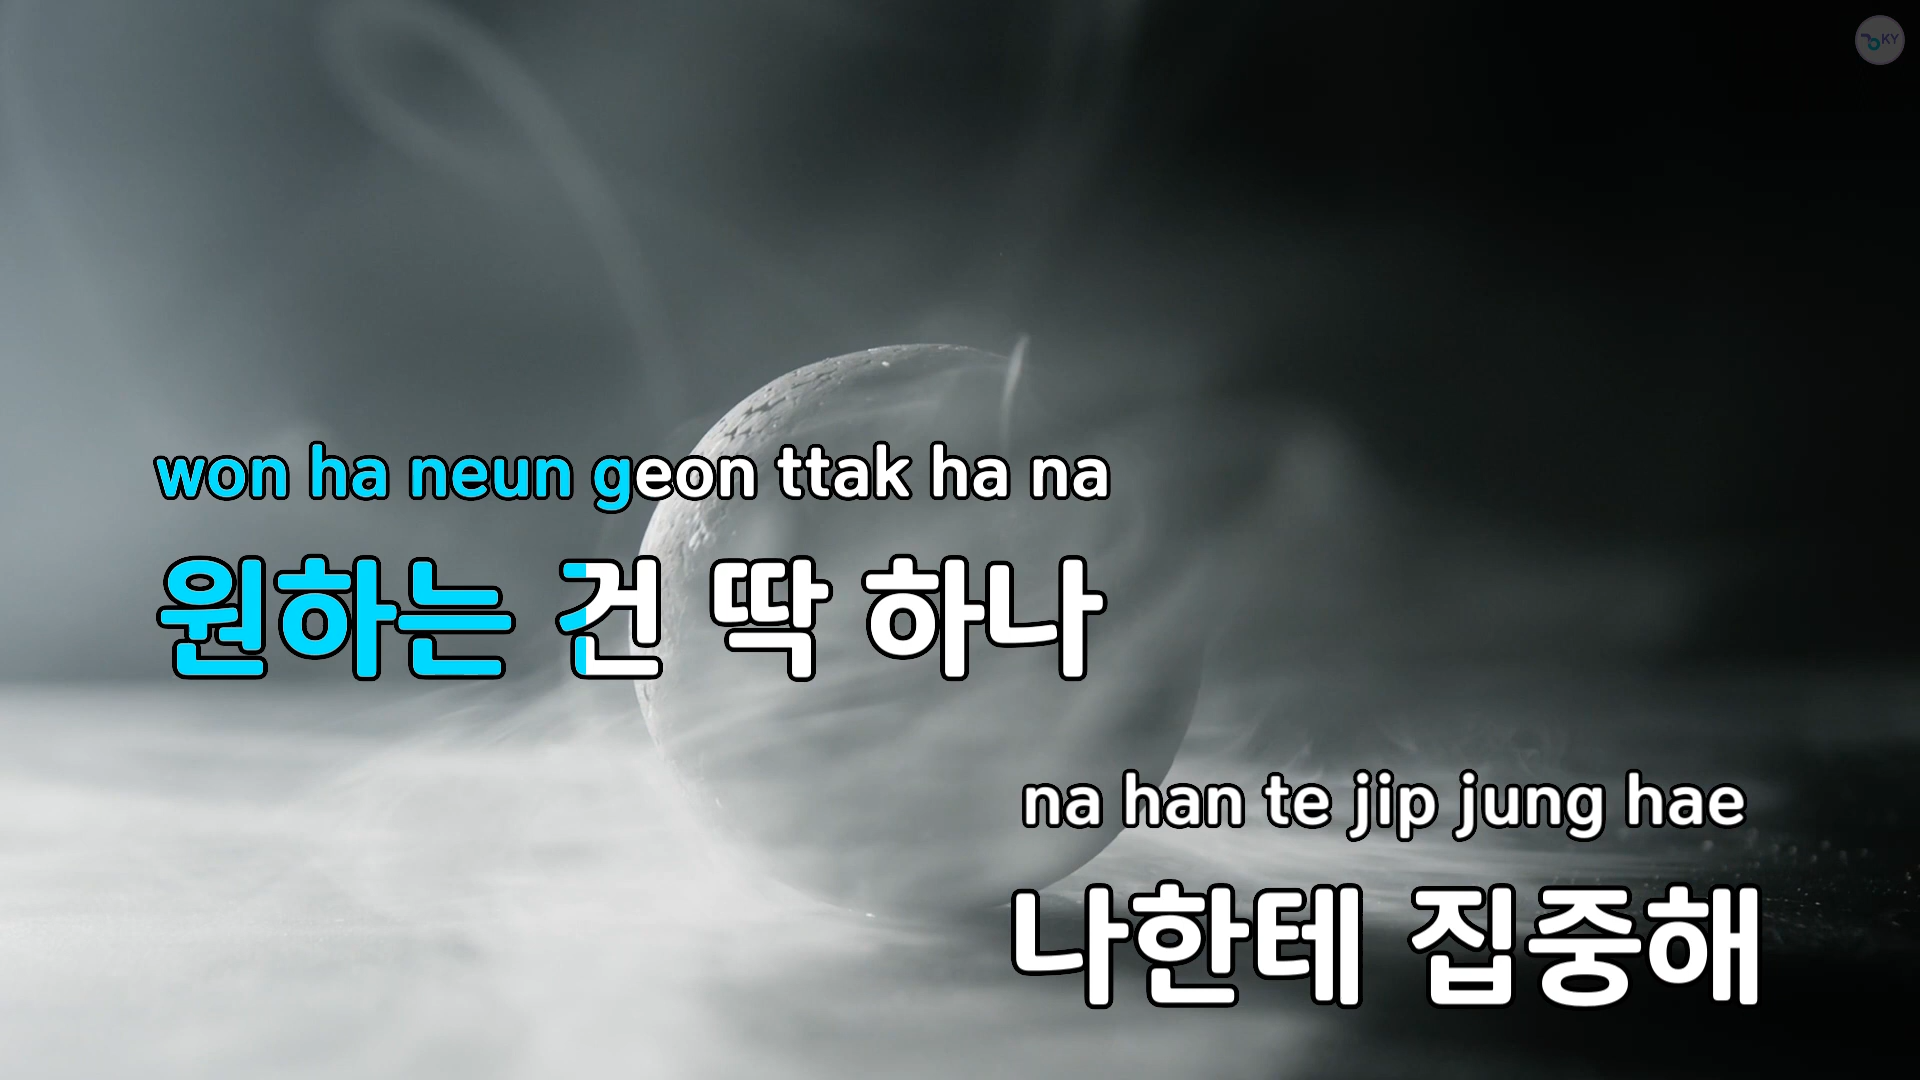 KY
won ha neun geon ttak ha na
원하는 건 딱 하나
na han te jip jung hae
나한테 집중해